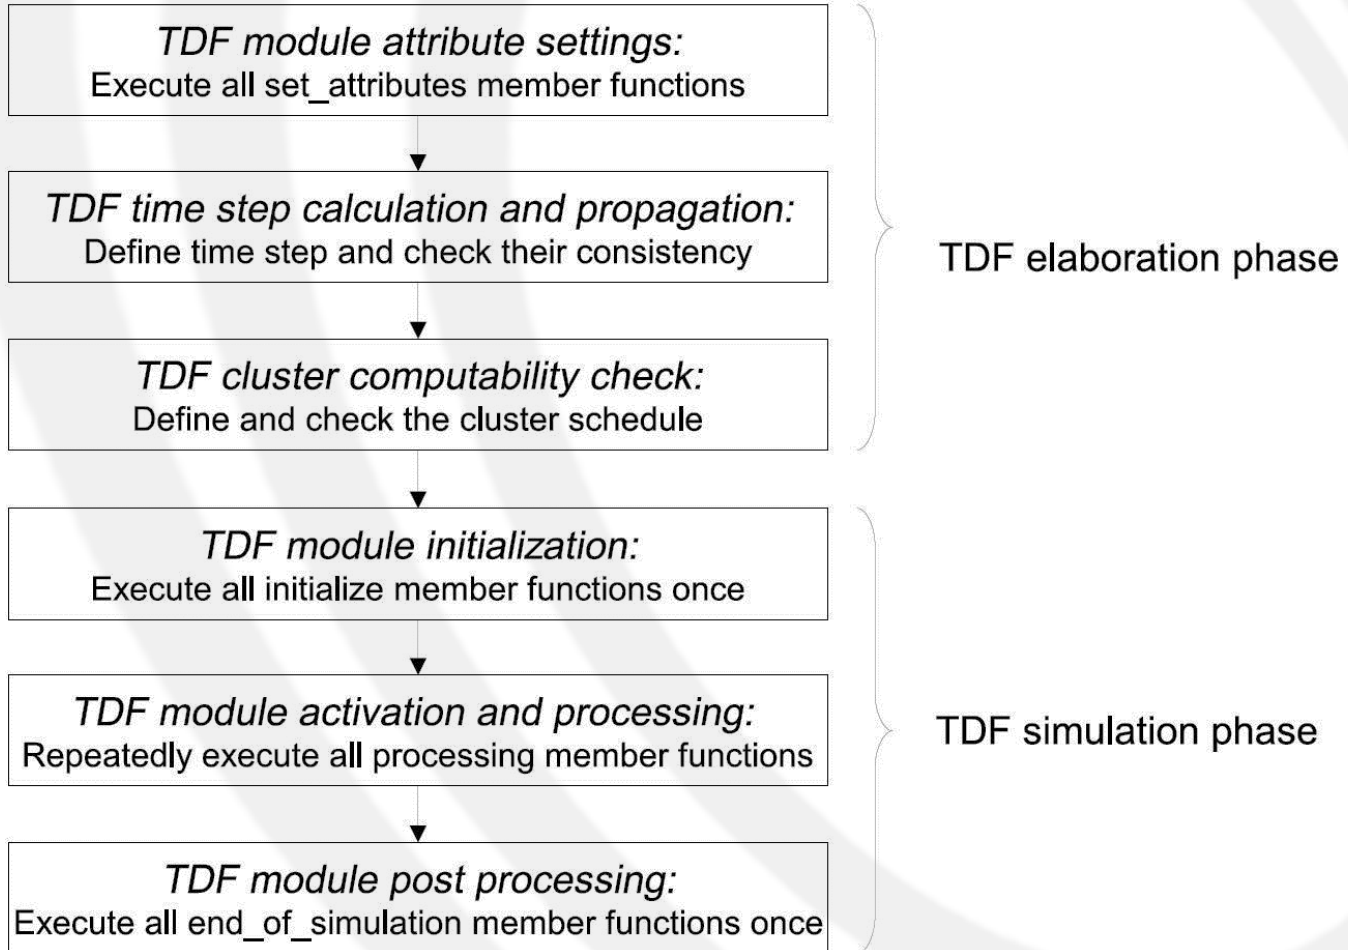 TDF module attribute settings:
Execute all set_attributes member functions
TDF time step calculation and propagation:
Define time step and check their consistency
TDF elaboration phase
TDF cluster computability check:
Define and check the cluster schedule
TDF module initialization:
Execute all initialize member functions once
TDF module activation and processing:
Repeatedly execute all processing member functions
TDF simulation phase
TDF module post processing:
Execute all end_of_simulation member functions once